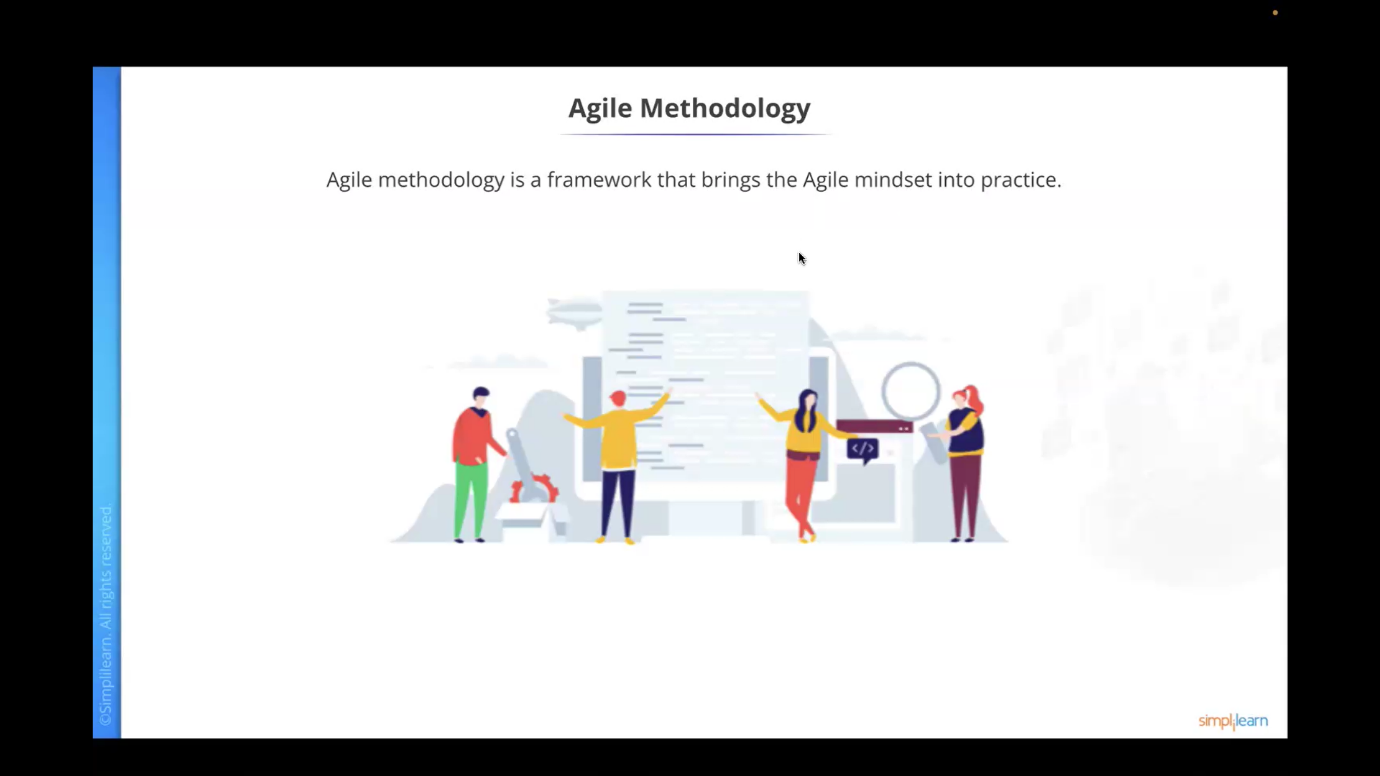 Agile Methodology
Agile methodology is a framework that brings the Agile mindset into practice.
</>
©Simplilearn. All rights reserved.
simplilearn